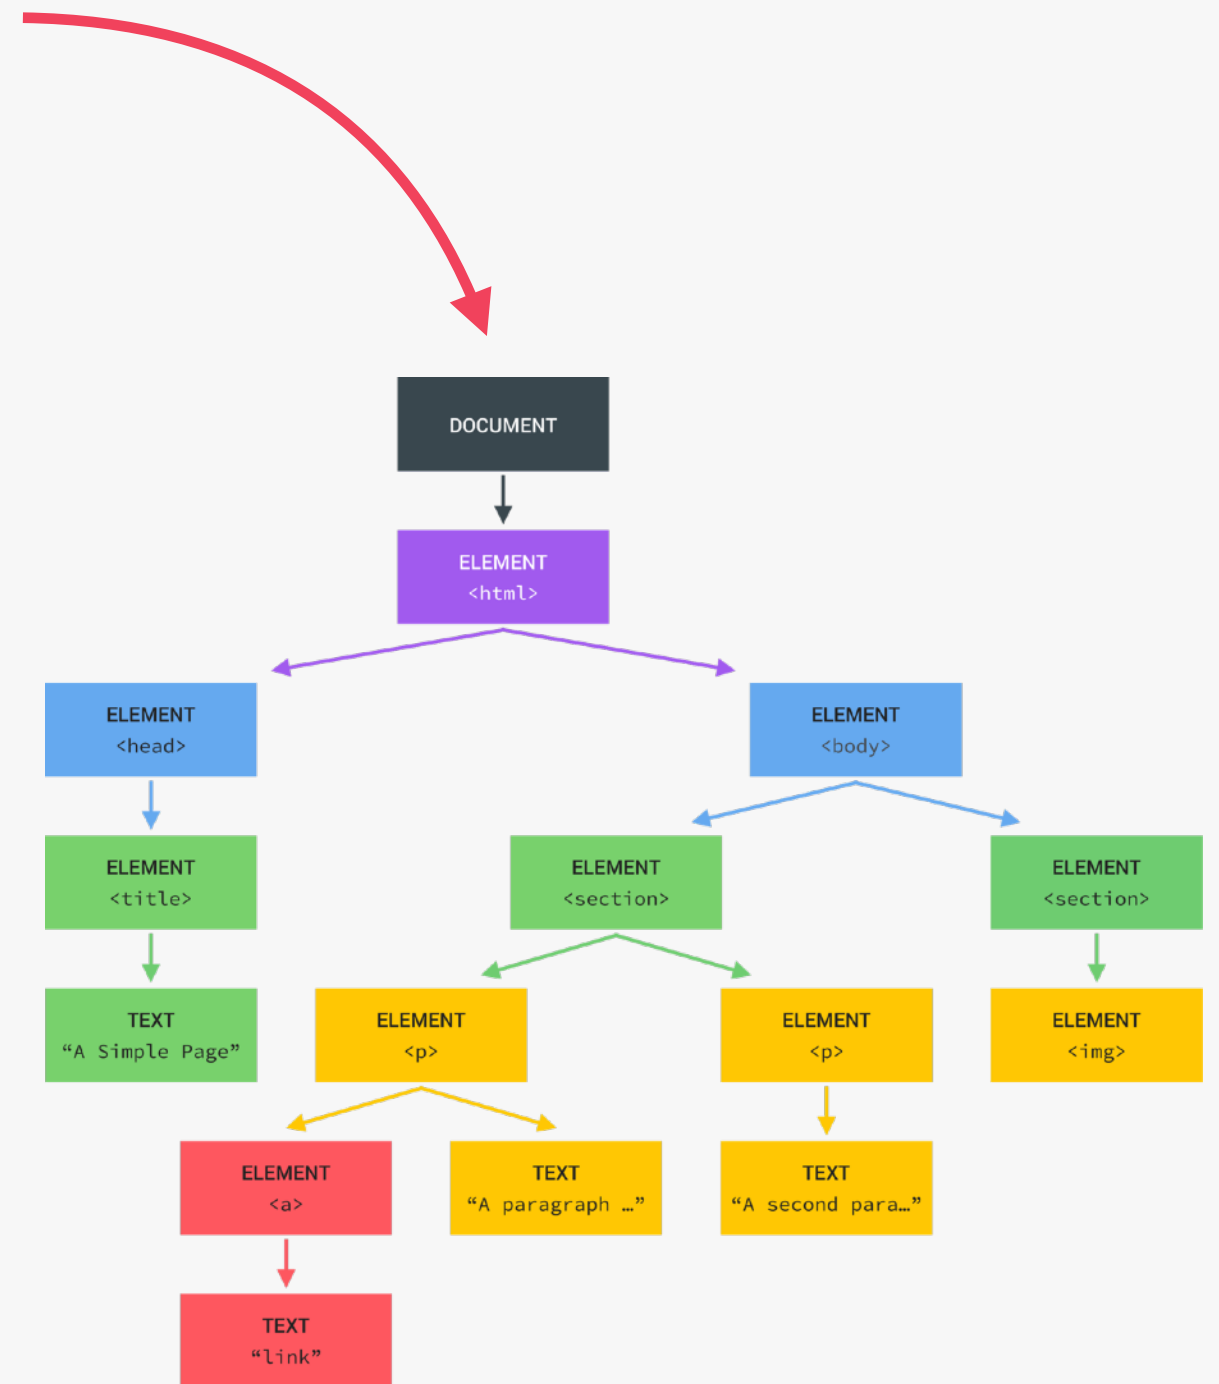 DOCUMENT
ELEMENT
<html>
ELEMENT
<head>
ELEMENT
<body>
ELEMENT
<title>
ELEMENT
<section>
ELEMENT
<section>
TEXT
“A Simple Page”
ELEMENT
<p>
ELEMENT
<p>
ELEMENT
<img>
ELEMENT
<a>
TEXT
“A paragraph …”
TEXT
“A second para…”
TEXT
“link”